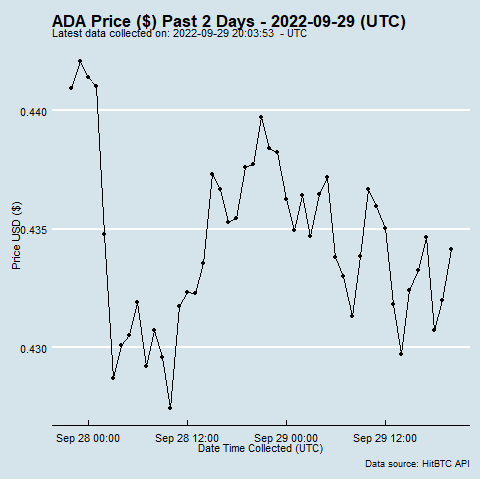 ADA Price ($) Past 2 Days - 2022-09-29 (UTC)
Latest data collected on: 2022-09-29 20:03:53  - UTC
0.440
0.435
0.430
Price USD ($)
Sep 28 00:00
Sep 28 12:00
Sep 29 00:00
Sep 29 12:00
Date Time Collected (UTC)
Data source: HitBTC API